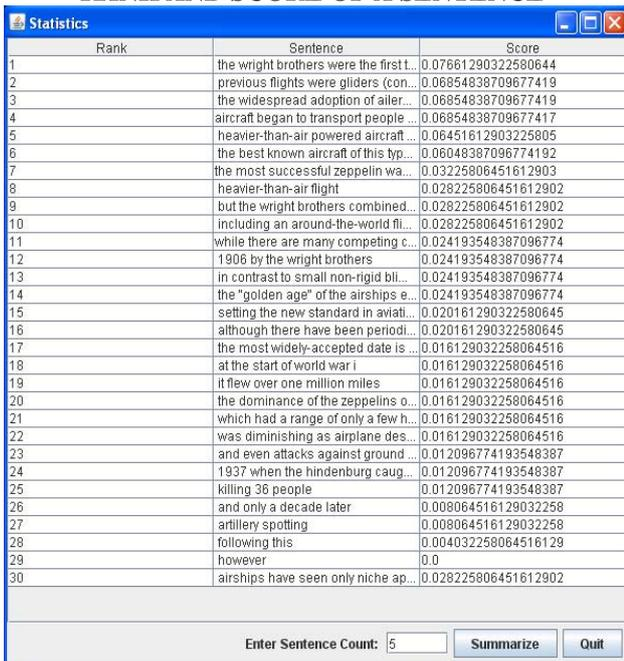 RANK AND SCORE OF A SENTENCE
Statistics
Rank Sentence Score
1 the wright brothers were the first t... 0.07661290322580644
2 previous flights were gliders (con... 0.06854838709677419
3 the widespread adoption of ailer... 0.06854838709677419
4 aircraft began to transport people ... 0.06854838709677417
5 heavier-than-air powered aircraft ... 0.06451612903225805
6 the best known aircraft of this typ... 0.06048387096774192
7 the most successful zeppelin wa... 0.03225806451612903
8 heavier-than-air flight 0.028225806451612902
9 but the wright brothers combined... 0.028225806451612902
10 including an around-the-world fli... 0.028225806451612902
11 while there are many competing c... 0.024193548387096774
12 1906 by the wright brothers 0.024193548387096774
13 in contrast to small non-rigid bli... 0.024193548387096774
14 the "golden age" of the airships e... 0.024193548387096774
15 setting the new standard in aviati... 0.020161290322580645
16 although there have been periodi... 0.020161290322580645
17 the most widely-accepted date is ... 0.016129032258064516
18 at the start of world war i 0.016129032258064516
19 it flew over one million miles 0.016129032258064516
20 the dominance of the zeppelins o... 0.016129032258064516
21 which had a range of only a few h... 0.016129032258064516
22 was diminishing as airplane des... 0.016129032258064516
23 and even attacks against ground ... 0.012096774193548387
24 1937 when the hindenburg caug... 0.012096774193548387
25 killing 36 people 0.012096774193548387
26 and only a decade later 0.008064516129032258
27 artillery spotting 0.008064516129032258
28 following this 0.004032258064516129
29 however 0.0
30 airships have seen only niche ap... 0.028225806451612902
Enter Sentence Count: 5 Summarize Quit